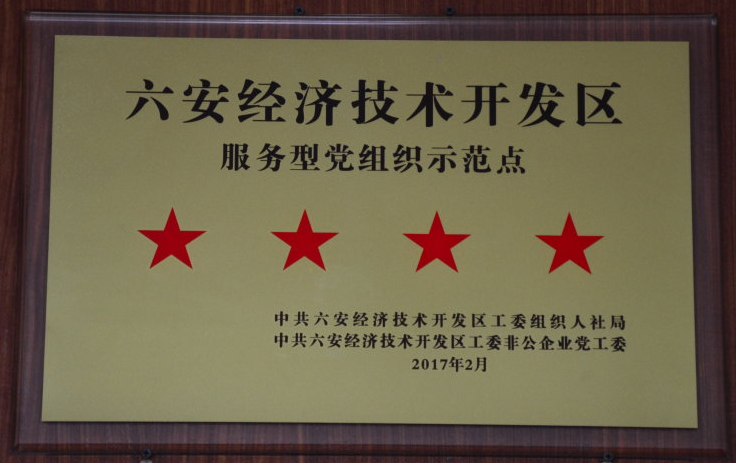 六安经济技术开发区
服务型党组织示范点
中共六安经济技术开发区工委组织人社局
中共六安经济技术开发区工委非公企业党工委
2017年2月